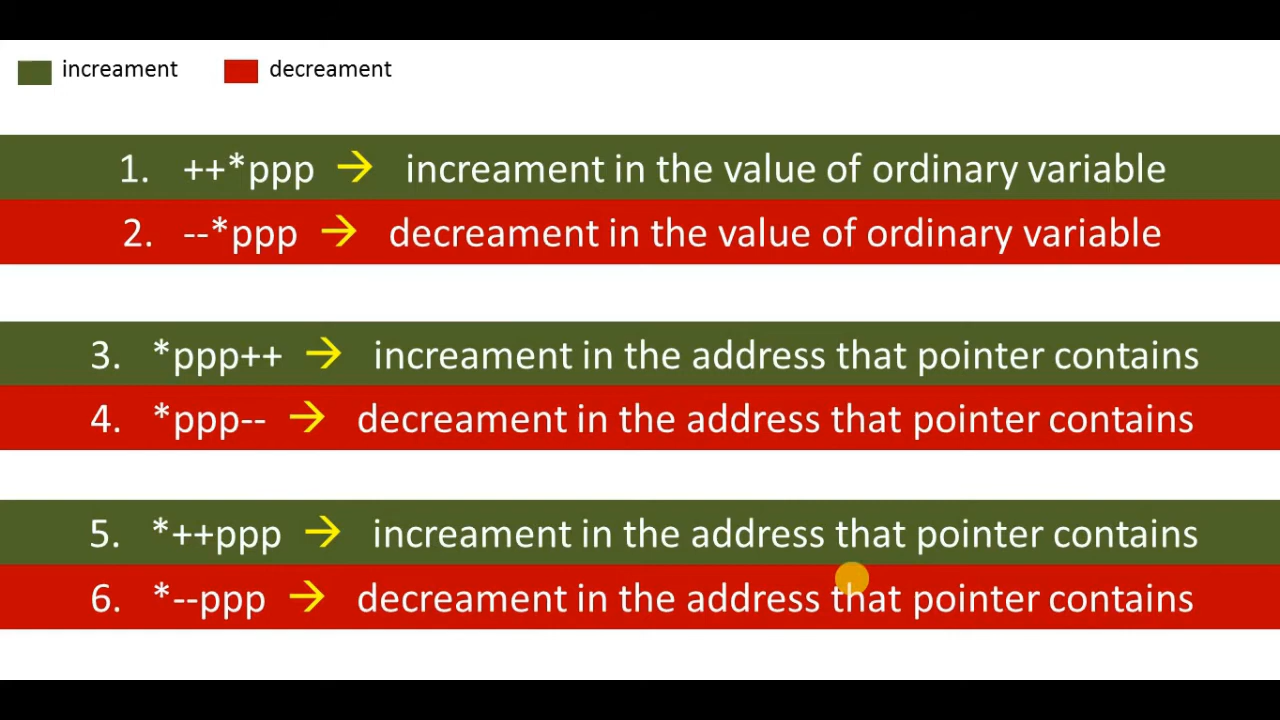 increament decreament
1. ++*ppp → increament in the value of ordinary variable
2. --*ppp → decreament in the value of ordinary variable
3. *ppp++ → increament in the address that pointer contains
4. *ppp-- → decreament in the address that pointer contains
5. *++ppp → increament in the address that pointer contains
6. *--ppp → decreament in the address that pointer contains